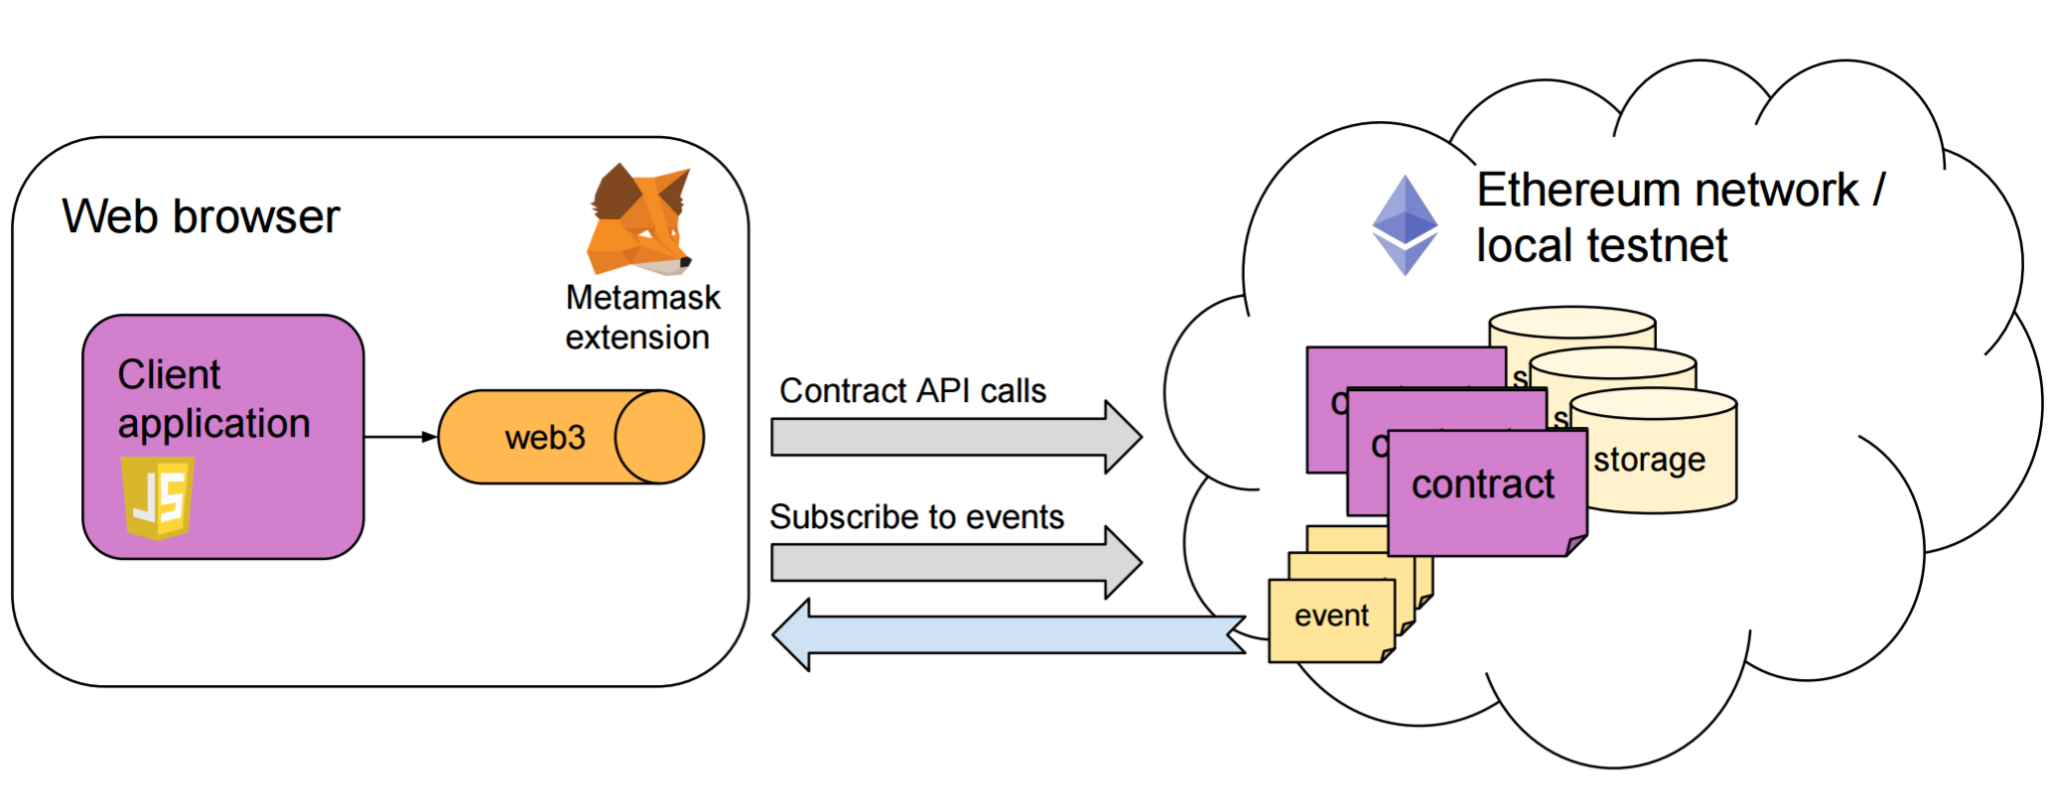 Web browser
Metamask
extension
Client
application
JS
web3
Contract API calls
Subscribe to events
Ethereum network /
local testnet
c
s
c
s
contract
storage
event